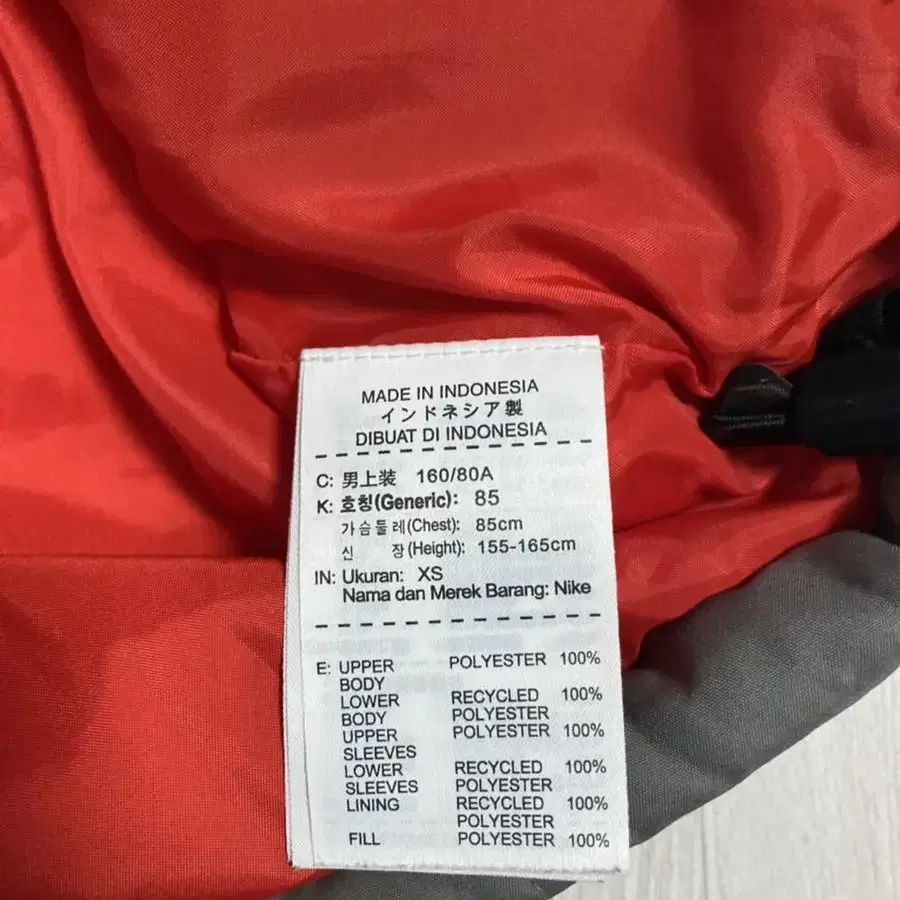 MADE IN INDONESIA
インドネシア製
DIBUAT DI INDONESIA
C: 男上装 160/80A
K: 호칭(Generic): 85
가슴둘레(Chest): 85cm
신 장(Height): 155-165cm
IN: Ukuran: XS
Nama dan Merek Barang: Nike
E: UPPER POLYESTER 100%
BODY
LOWER RECYCLED 100%
BODY POLYESTER
UPPER POLYESTER 100%
SLEEVES
LOWER RECYCLED 100%
SLEEVES POLYESTER
LINING RECYCLED 100%
POLYESTER
FILL POLYESTER 100%